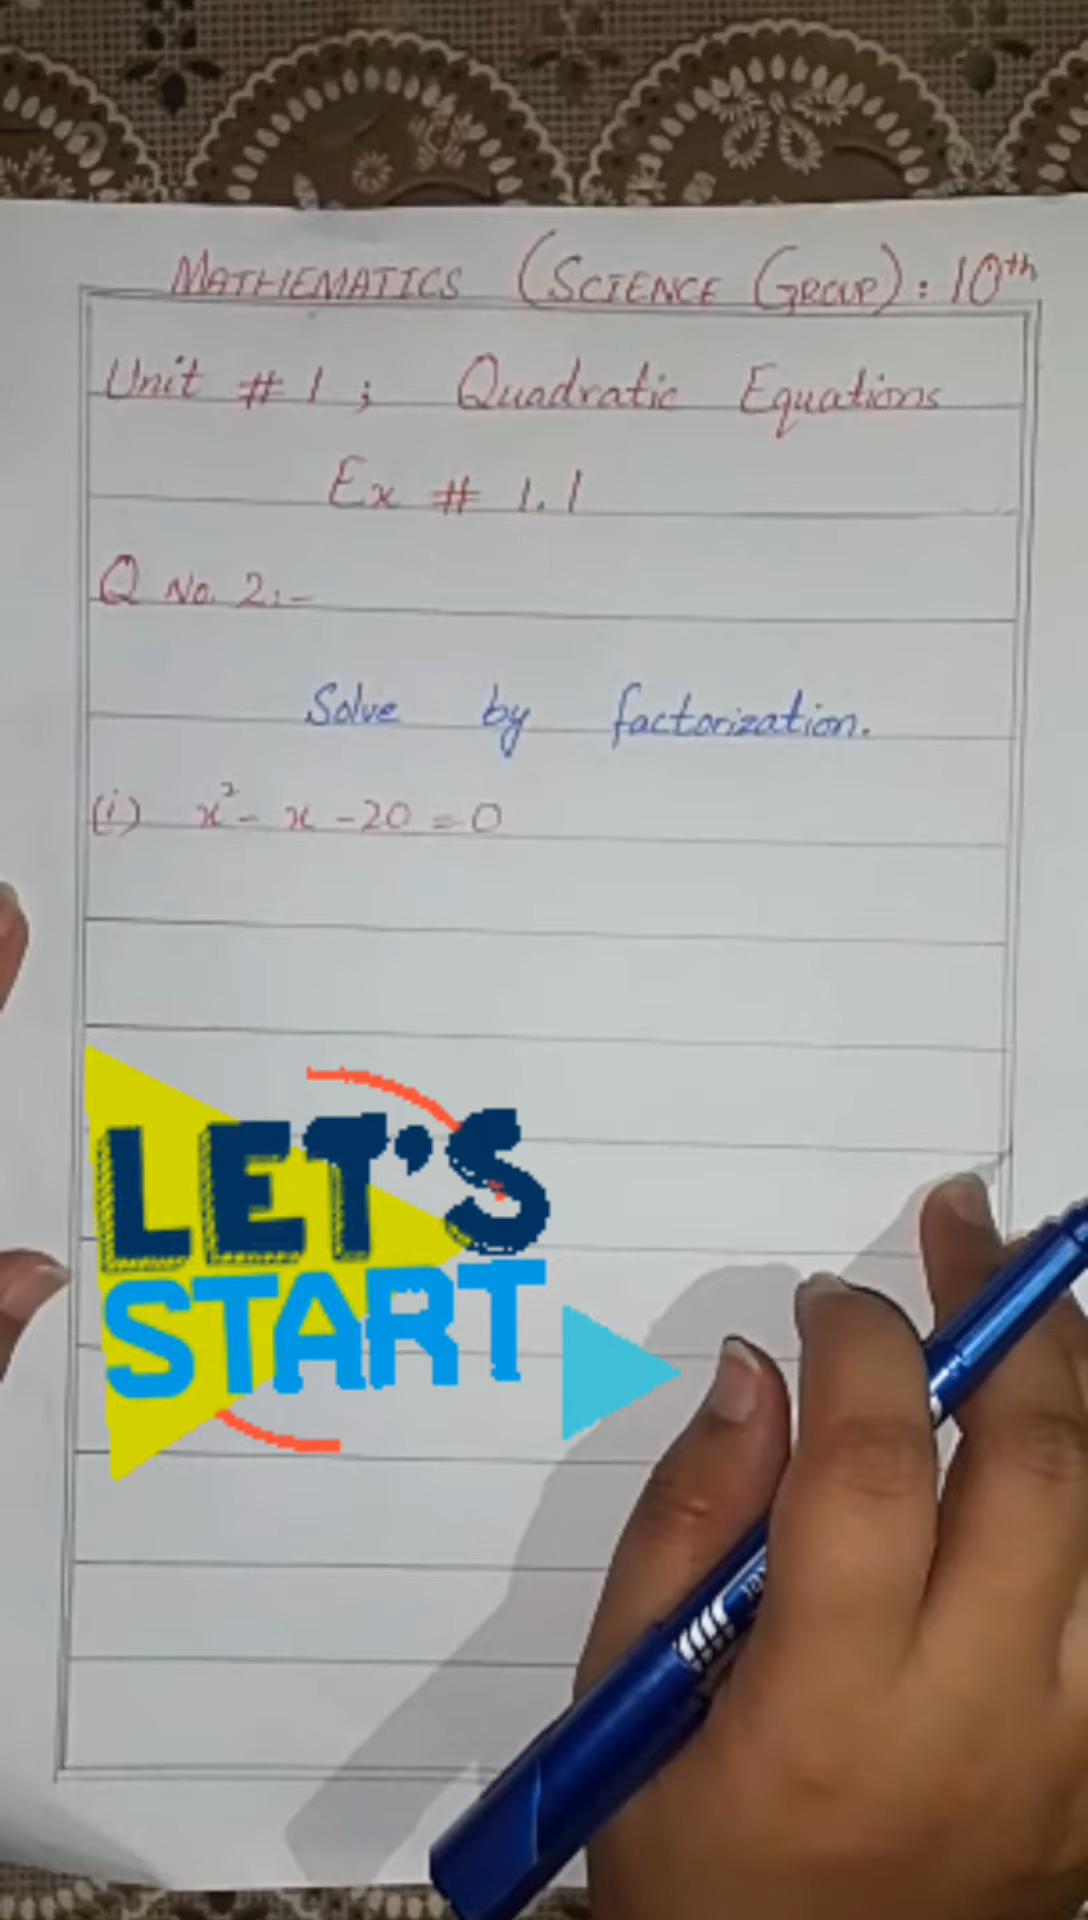 MATHEMATICS (SCIENCE GROUP): 10th
Unit # 1 ; Quadratic Equations
Ex # 1.1
Q No. 2:-
Solve by factorization.
(i) x² - x - 20 = 0
LET'S
START